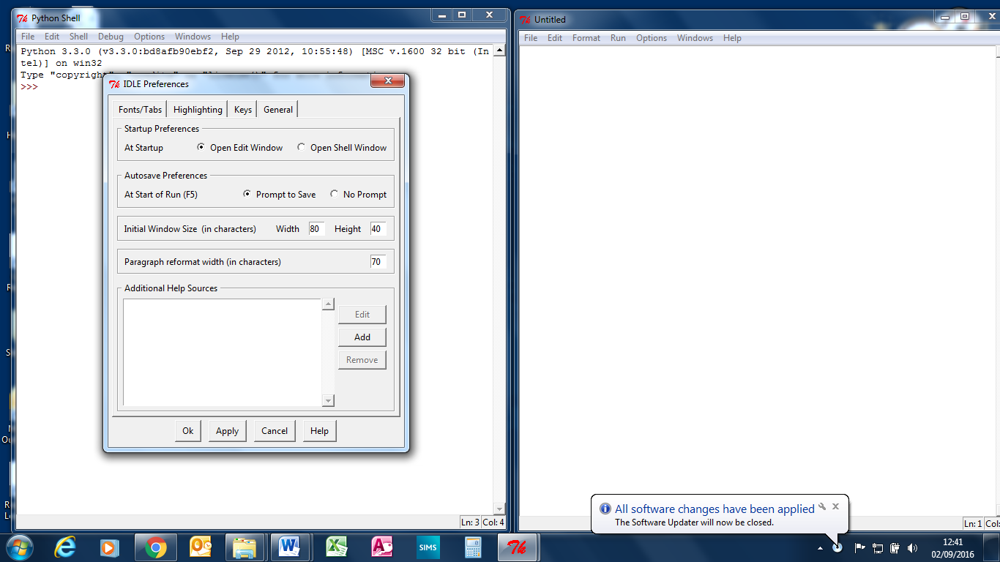 Python Shell
File Edit Shell Debug Options Windows Help
Python 3.3.0 (v3.3.0:bd8afb90ebf2, Sep 29 2012, 10:55:48) [MSC v.1600 32 bit (In
tel)] on win32
Type "copyright"
>>>
Ln: 3 Col: 4
IDLE Preferences
Fonts/Tabs Highlighting Keys General
Startup Preferences
At Startup Open Edit Window Open Shell Window
Autosave Preferences
At Start of Run (F5) Prompt to Save No Prompt
Initial Window Size (in characters) Width 80 Height 40
Paragraph reformat width (in characters) 70
Additional Help Sources
Edit
Add
Remove
Ok Apply Cancel Help
Untitled
File Edit Format Run Options Windows Help
Ln: 1 Col:
All software changes have been applied
The Software Updater will now be closed.
SIMS
12:41
02/09/2016